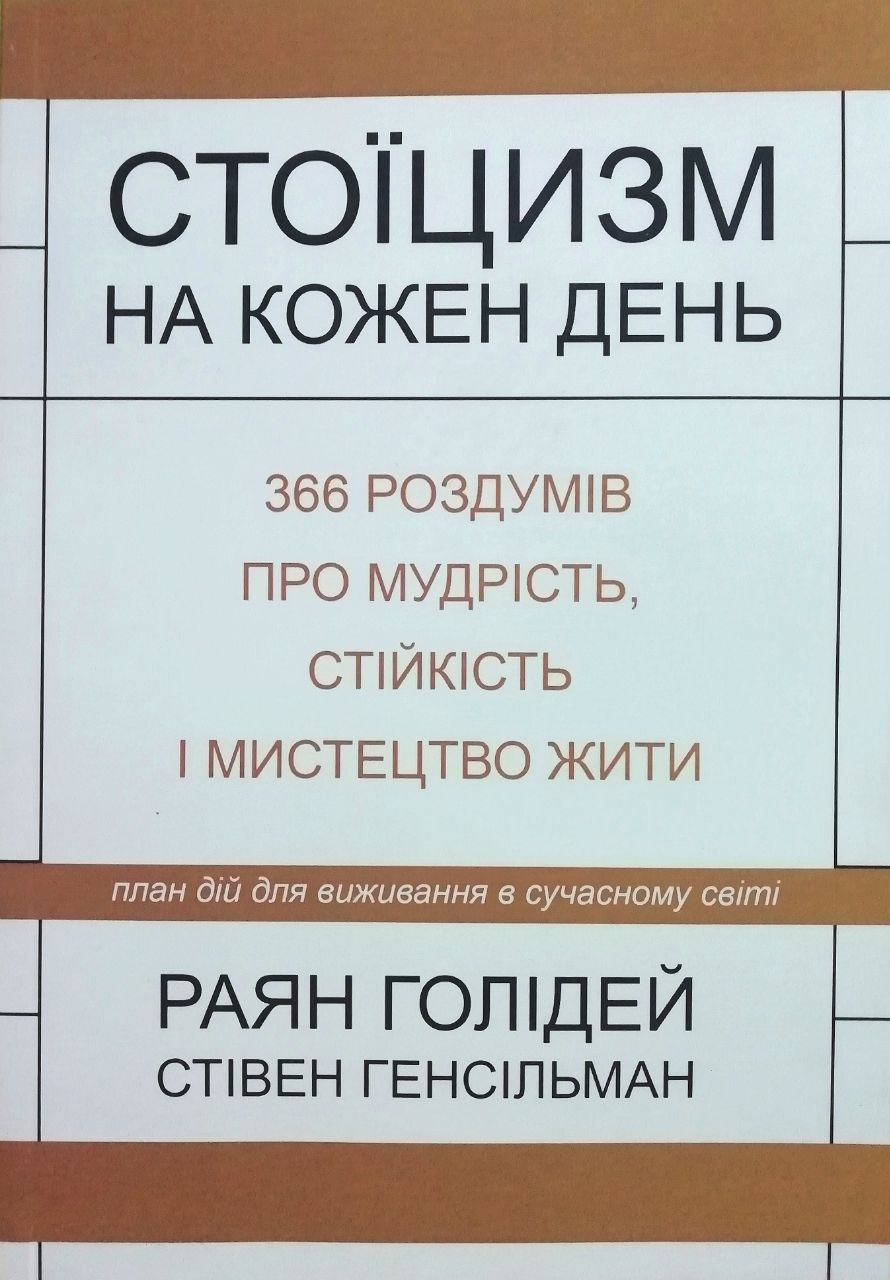 СТОЇЦИЗМ
НА КОЖЕН ДЕНЬ
366 РОЗДУМІВ
ПРО МУДРІСТЬ,
СТІЙКІСТЬ
І МИСТЕЦТВО ЖИТИ
план дій для виживання в сучасному світі
РАЯН ГОЛІДЕЙ
СТІВЕН ГЕНСІЛЬМАН